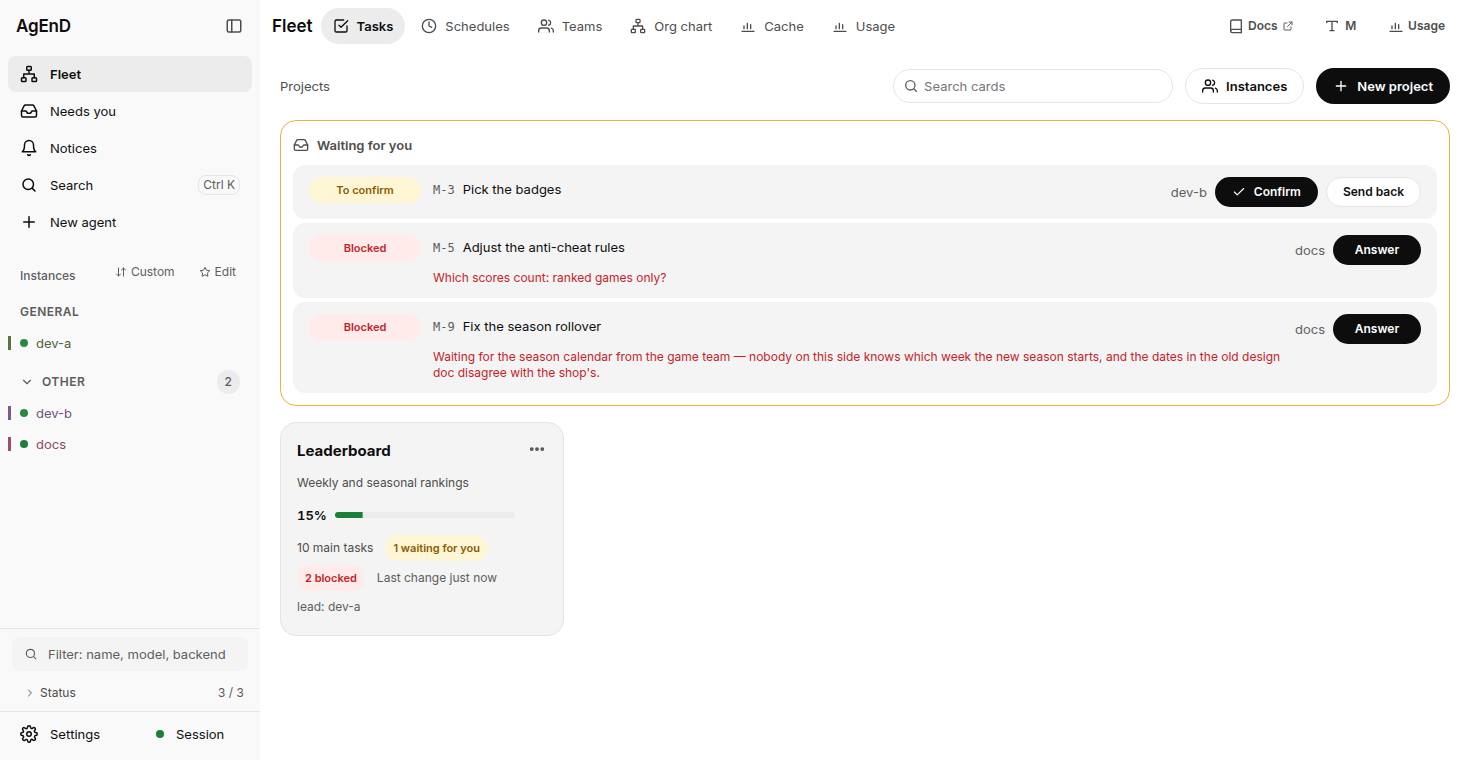 AgEnD
Fleet
Needs you
Notices
Search Ctrl K
New agent
Instances Custom Edit
GENERAL
dev-a
OTHER 2
dev-b
docs
Filter: name, model, backend
Status 3 / 3
Settings Session
Fleet Tasks Schedules Teams Org chart Cache Usage Docs M Usage
Projects Search cards Instances New project
Waiting for you
To confirm M-3 Pick the badges dev-b Confirm Send back
Blocked M-5 Adjust the anti-cheat rules docs Answer
Which scores count: ranked games only?
Blocked M-9 Fix the season rollover docs Answer
Waiting for the season calendar from the game team — nobody on this side knows which week the new season starts, and the dates in the old design
doc disagree with the shop's.
Leaderboard
Weekly and seasonal rankings
15%
10 main tasks 1 waiting for you
2 blocked Last change just now
lead: dev-a